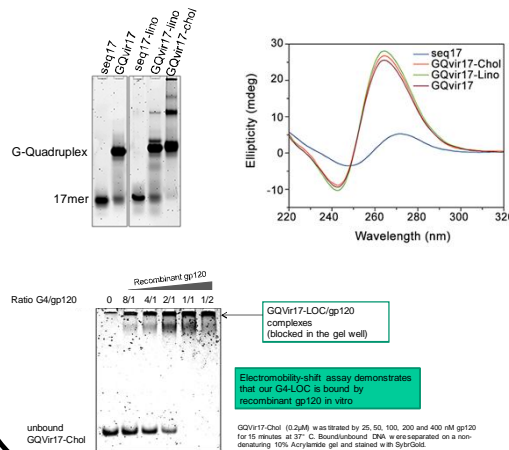 seq17
GQvir17
seq17-lino
GQvir17-lino
GQvir17-chol
G-Quadruplex
17mer
30
20
10
0
-10
220 240 260 280 300 320
Ellipticity (mdeg)
Wavelength (nm)
seq17
GQvir17-Chol
GQvir17-Lino
GQvir17
Recombinant gp120
Ratio G4/gp120 0 8/1 4/1 2/1 1/1 1/2
GQVir17-LOC/gp120
complexes
(blocked in the gel well)
Electromobility-shift assay demonstrates
that our G4-LOC is bound by
recombinant gp120 in vitro
unbound
GQVir17-Chol
GQVir17-Chol (0.2µM) was titrated by 25, 50, 100, 200 and 400 nM gp120
for 15 minutes at 37° C. Bound/unbound DNA were separated on a non-
denaturing 10% Acrylamide gel and stained with SybrGold.